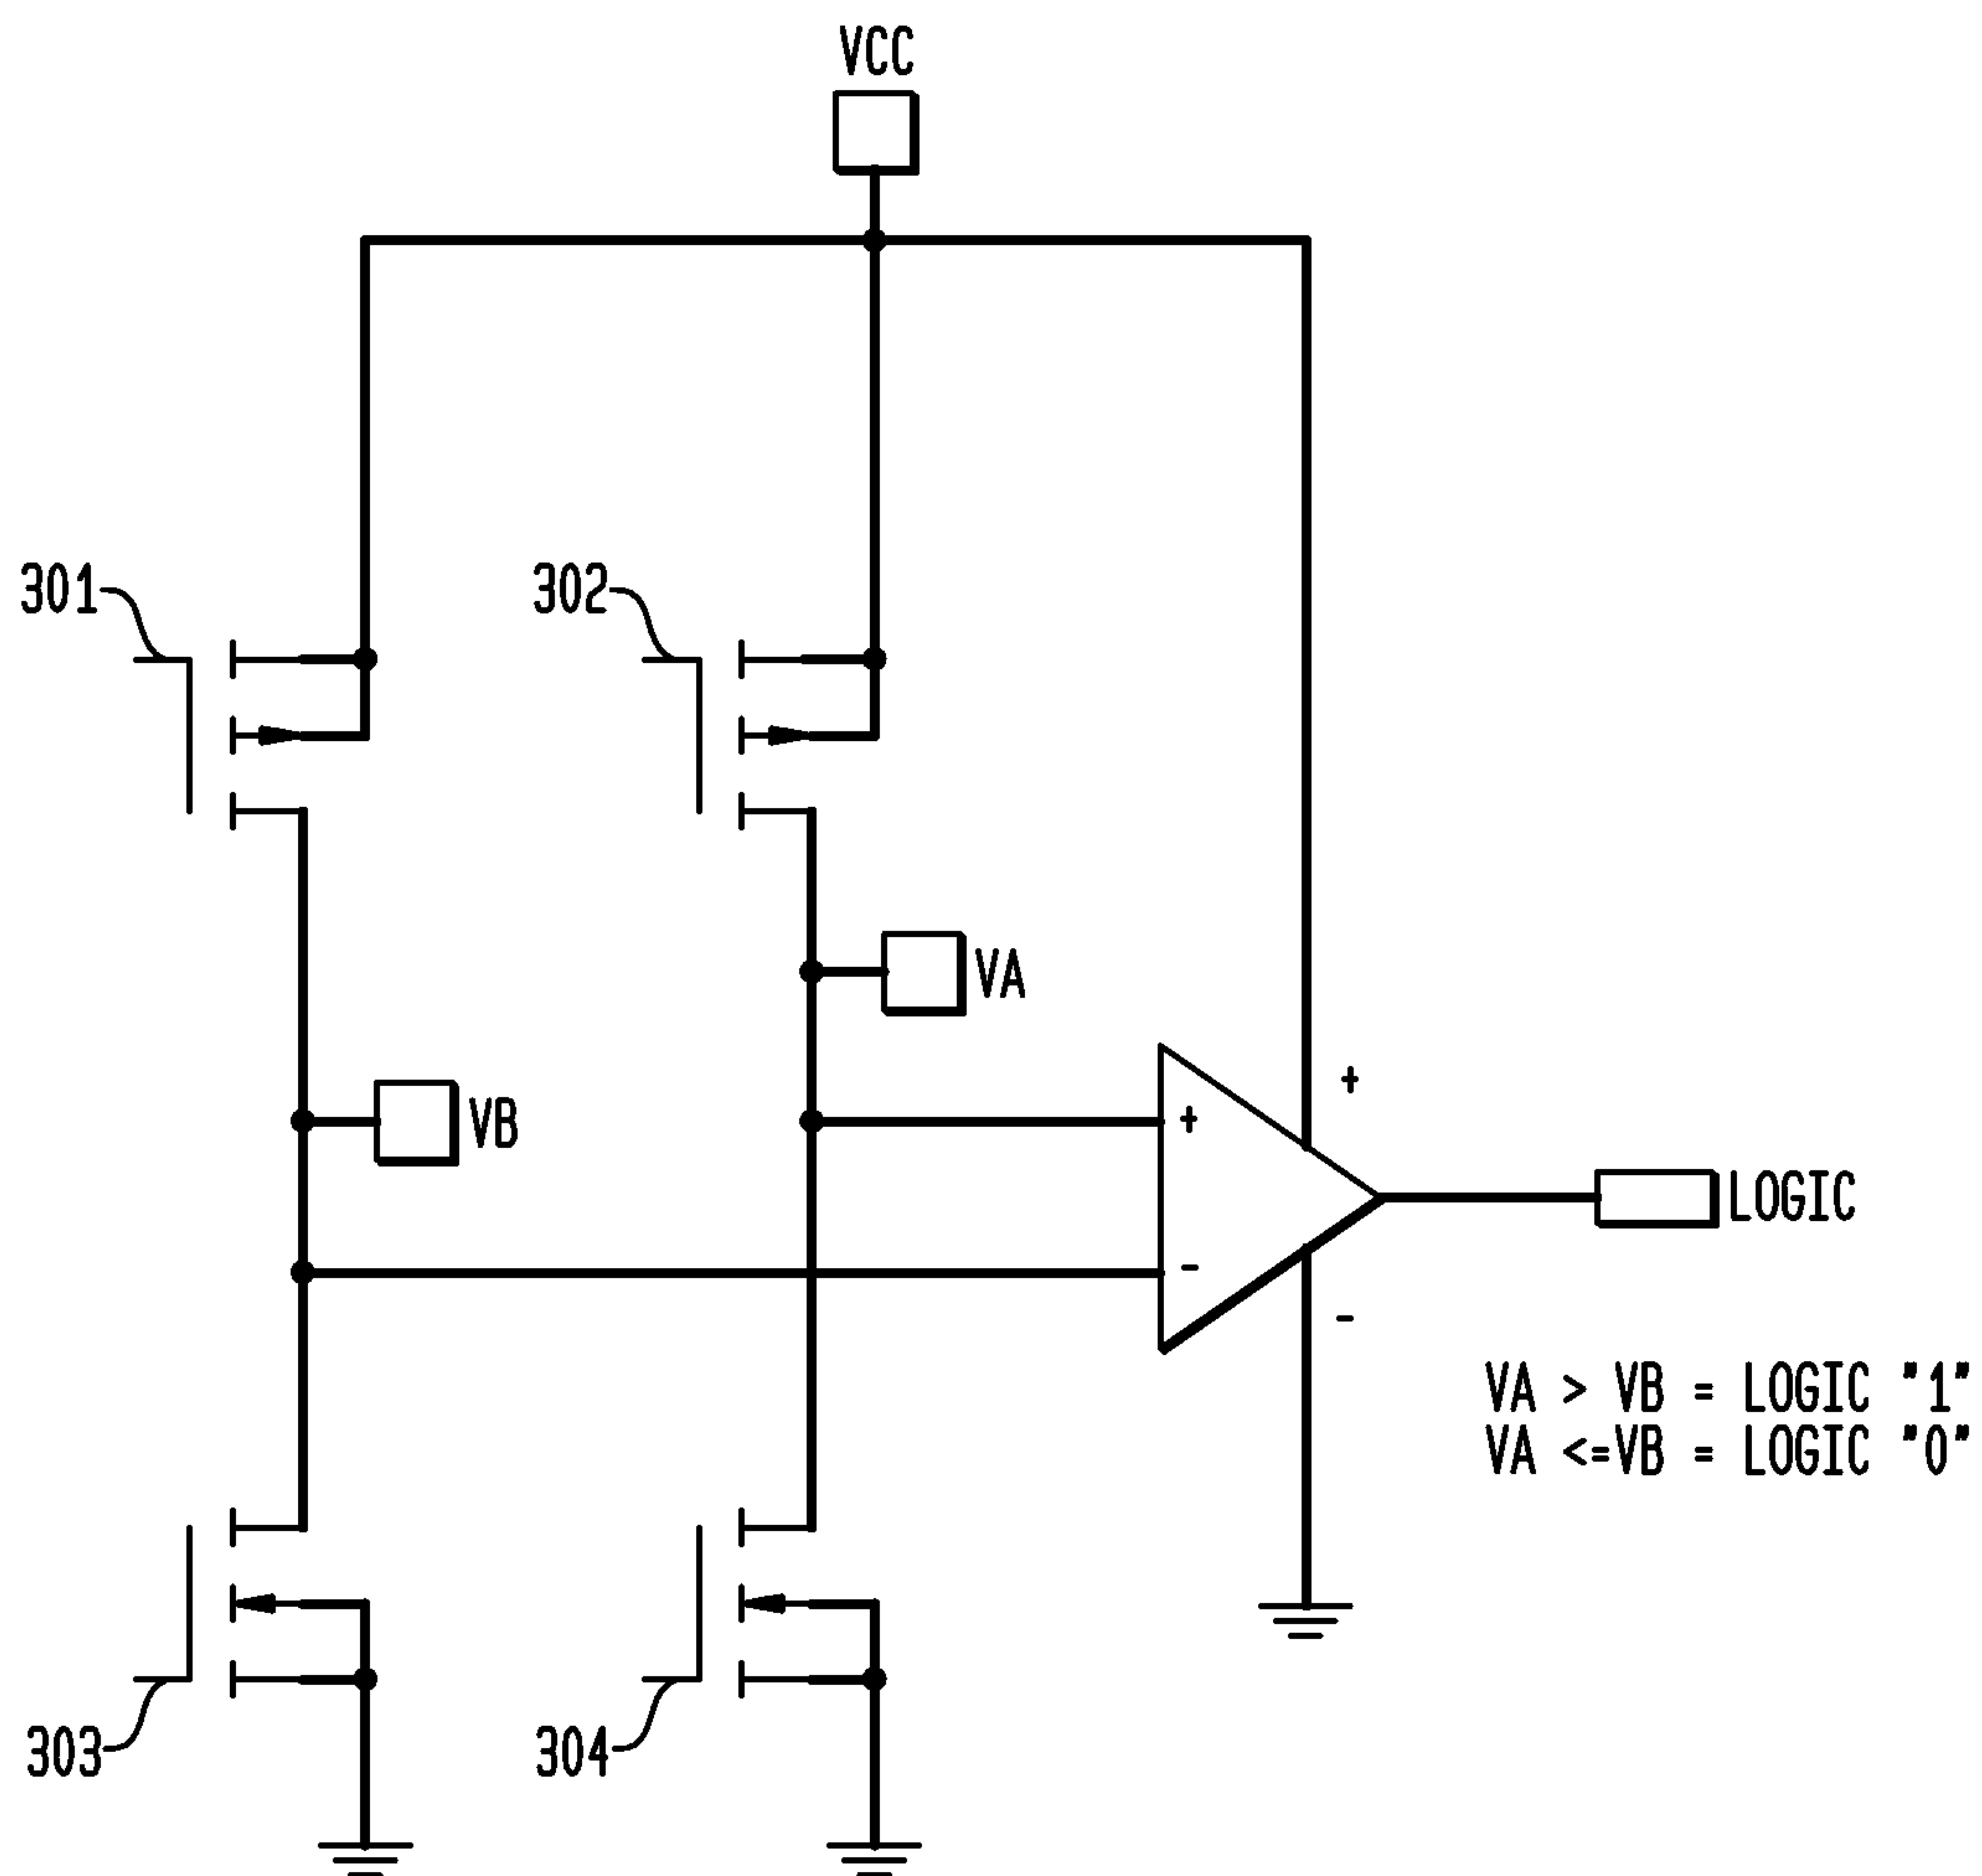 VCC
301
302
VA
VB
+
+
-
-
LOGIC
VA > VB = LOGIC "1"
VA <=VB = LOGIC "0"
303
304